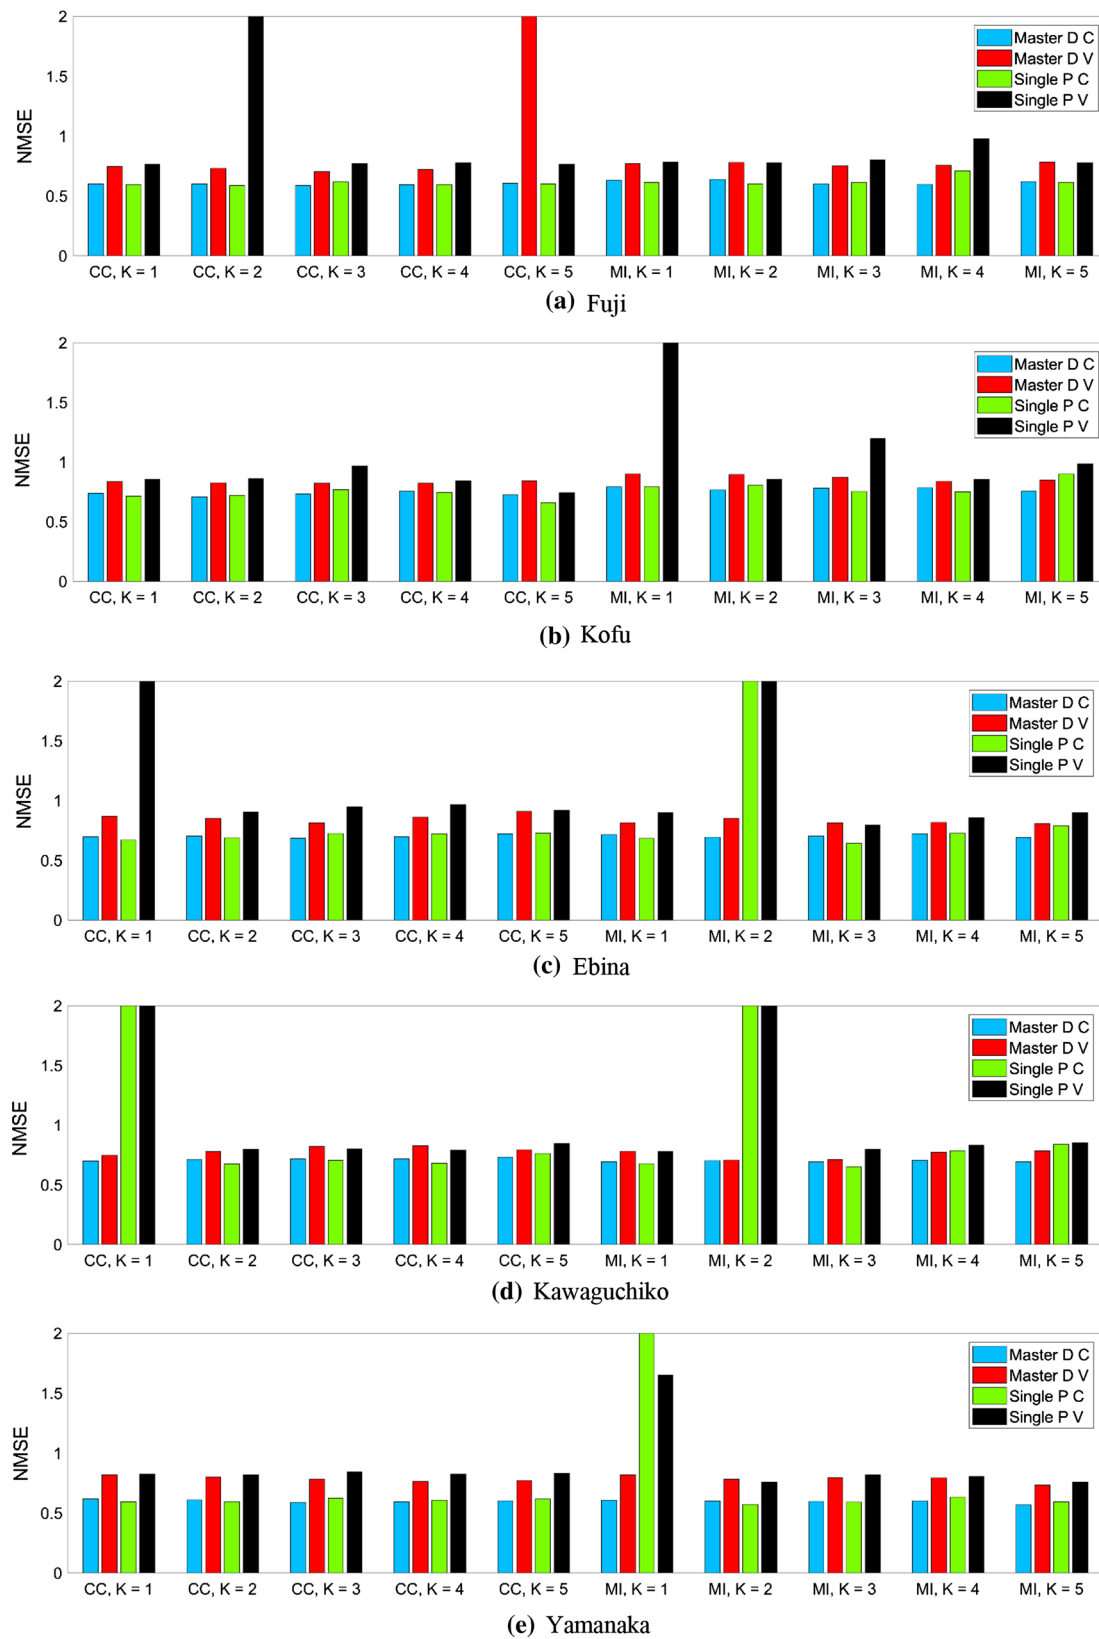 2
1.5
1
0.5
0
NMSE
Master D C
Master D V
Single P C
Single P V
CC, K = 1 CC, K = 2 CC, K = 3 CC, K = 4 CC, K = 5 MI, K = 1 MI, K = 2 MI, K = 3 MI, K = 4 MI, K = 5
(a) Fuji
2
1.5
1
0.5
0
NMSE
Master D C
Master D V
Single P C
Single P V
CC, K = 1 CC, K = 2 CC, K = 3 CC, K = 4 CC, K = 5 MI, K = 1 MI, K = 2 MI, K = 3 MI, K = 4 MI, K = 5
(b) Kofu
2
1.5
1
0.5
0
NMSE
Master D C
Master D V
Single P C
Single P V
CC, K = 1 CC, K = 2 CC, K = 3 CC, K = 4 CC, K = 5 MI, K = 1 MI, K = 2 MI, K = 3 MI, K = 4 MI, K = 5
(c) Ebina
2
1.5
1
0.5
0
NMSE
Master D C
Master D V
Single P C
Single P V
CC, K = 1 CC, K = 2 CC, K = 3 CC, K = 4 CC, K = 5 MI, K = 1 MI, K = 2 MI, K = 3 MI, K = 4 MI, K = 5
(d) Kawaguchiko
2
1.5
1
0.5
0
NMSE
Master D C
Master D V
Single P C
Single P V
CC, K = 1 CC, K = 2 CC, K = 3 CC, K = 4 CC, K = 5 MI, K = 1 MI, K = 2 MI, K = 3 MI, K = 4 MI, K = 5
(e) Yamanaka